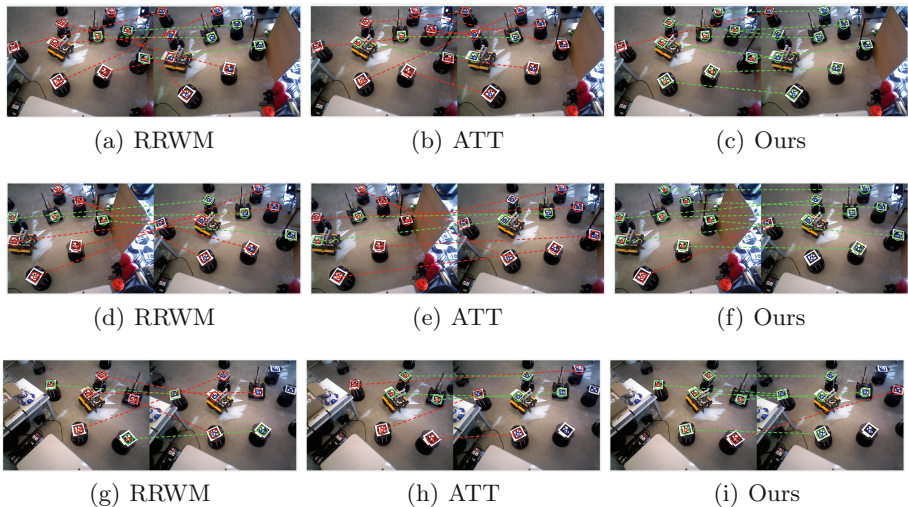 (a) RRWM (b) ATT (c) Ours
(d) RRWM (e) ATT (f) Ours
(g) RRWM (h) ATT (i) Ours